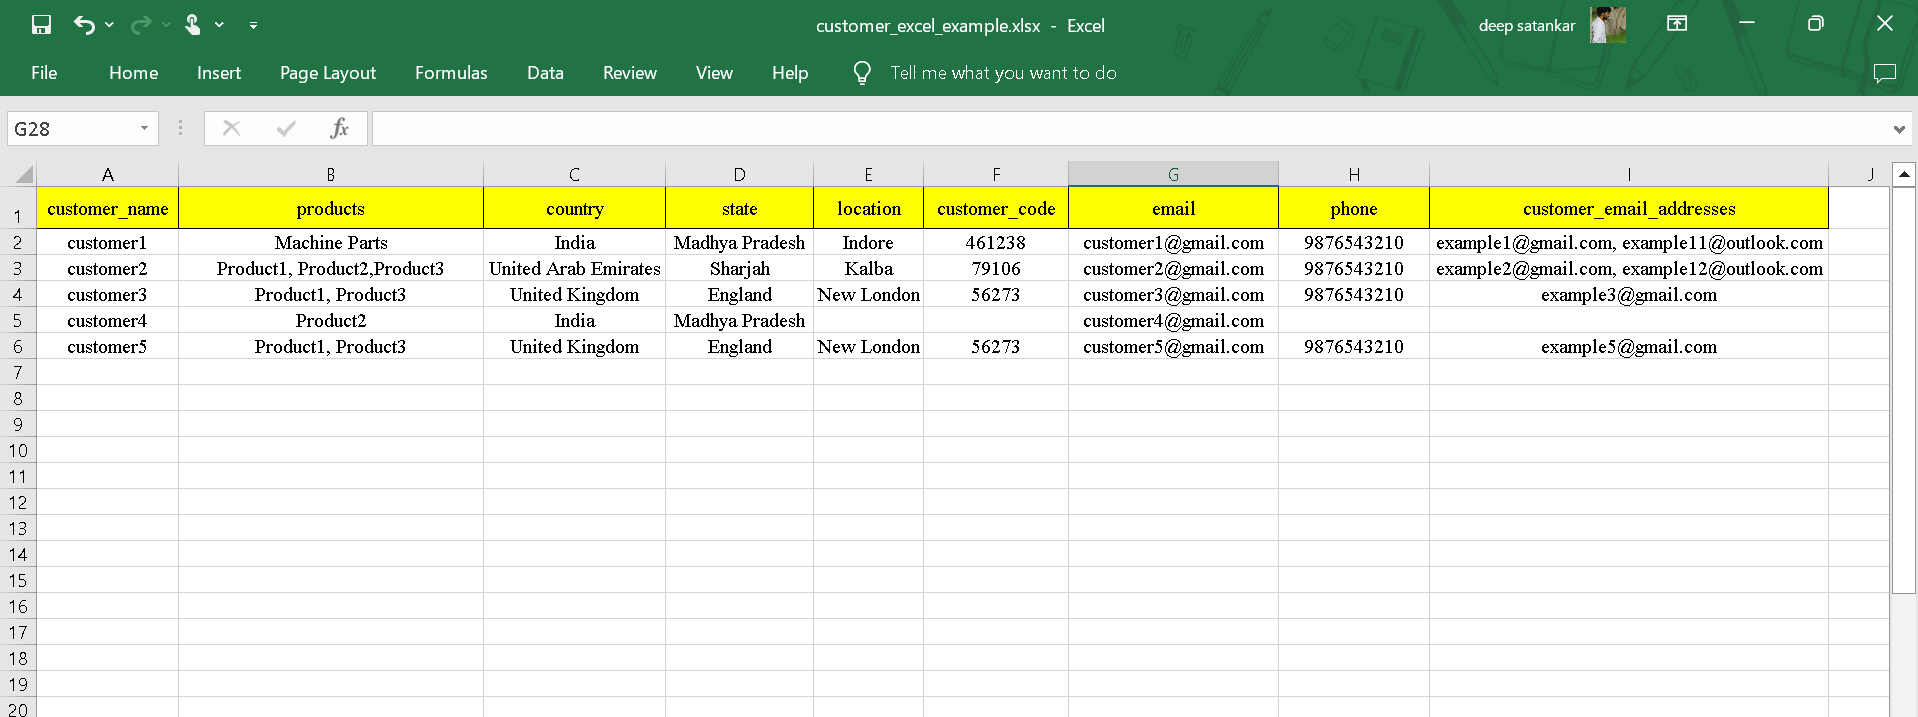 customer_excel_example.xlsx - Excel
deep satankar
File Home Insert Page Layout Formulas Data Review View Help Tell me what you want to do
G28 fx
A B C D E F G H I J
1 customer_name products country state location customer_code email phone customer_email_addresses
2 customer1 Machine Parts India Madhya Pradesh Indore 461238 customer1@gmail.com 9876543210 example1@gmail.com, example11@outlook.com
3 customer2 Product1, Product2,Product3 United Arab Emirates Sharjah Kalba 79106 customer2@gmail.com 9876543210 example2@gmail.com, example12@outlook.com
4 customer3 Product1, Product3 United Kingdom England New London 56273 customer3@gmail.com 9876543210 example3@gmail.com
5 customer4 Product2 India Madhya Pradesh customer4@gmail.com
6 customer5 Product1, Product3 United Kingdom England New London 56273 customer5@gmail.com 9876543210 example5@gmail.com
7
8
9
10
11
12
13
14
15
16
17
18
19
20